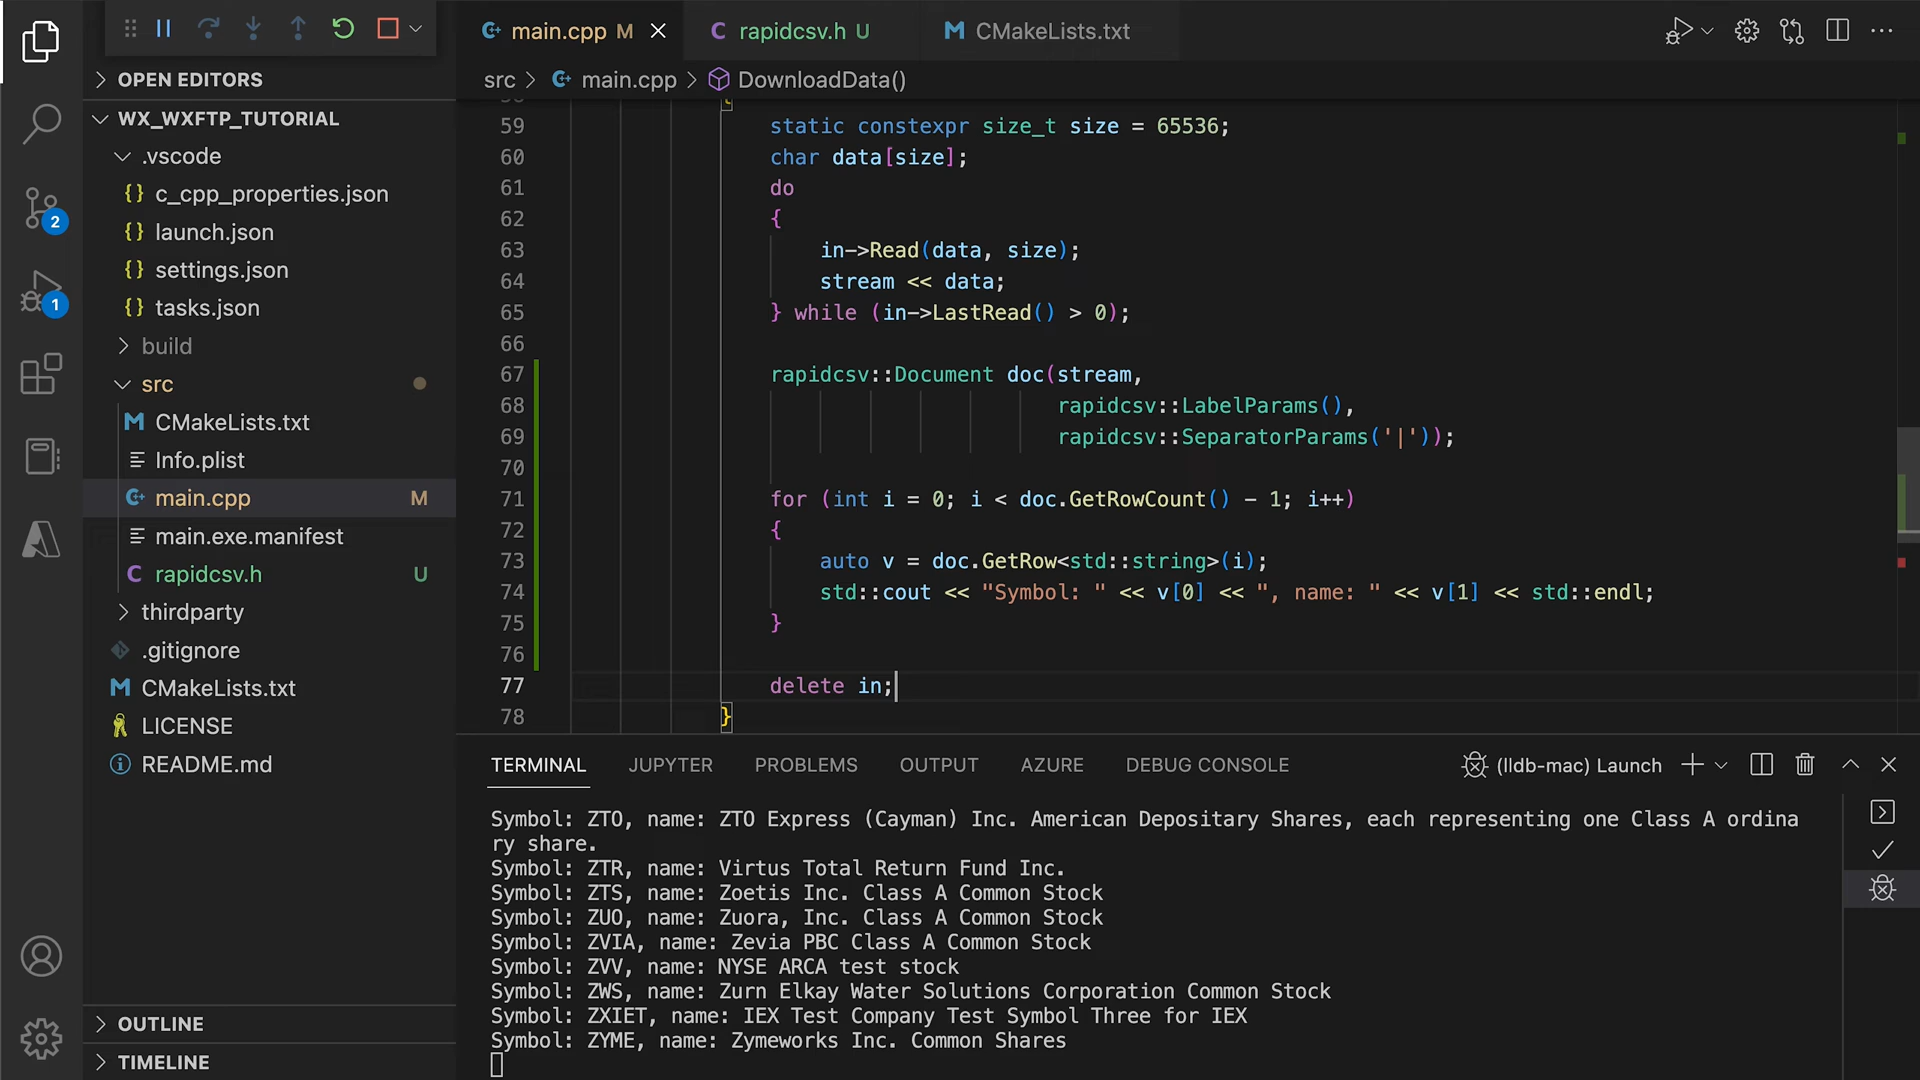 main.cpp M
rapidcsv.h U
CMakeLists.txt
OPEN EDITORS
WX_WXFTP_TUTORIAL
.vscode
c_cpp_properties.json
launch.json
settings.json
tasks.json
build
src
CMakeLists.txt
Info.plist
main.cpp M
main.exe.manifest
rapidcsv.h U
thirdparty
.gitignore
CMakeLists.txt
LICENSE
README.md
OUTLINE
TIMELINE
2
1
src > main.cpp > DownloadData()
{
59 static constexpr size_t size = 65536;
60 char data[size];
61 do
62 {
63 in->Read(data, size);
64 stream << data;
65 } while (in->LastRead() > 0);
66
67 rapidcsv::Document doc(stream,
68 rapidcsv::LabelParams(),
69 rapidcsv::SeparatorParams('|'));
70
71 for (int i = 0; i < doc.GetRowCount() - 1; i++)
72 {
73 auto v = doc.GetRow<std::string>(i);
74 std::cout << "Symbol: " << v[0] << ", name: " << v[1] << std::endl;
75 }
76
77 delete in;
78 }
TERMINAL JUPYTER PROBLEMS OUTPUT AZURE DEBUG CONSOLE
(lldb-mac) Launch
Symbol: ZTO, name: ZTO Express (Cayman) Inc. American Depositary Shares, each representing one Class A ordina
ry share.
Symbol: ZTR, name: Virtus Total Return Fund Inc.
Symbol: ZTS, name: Zoetis Inc. Class A Common Stock
Symbol: ZUO, name: Zuora, Inc. Class A Common Stock
Symbol: ZVIA, name: Zevia PBC Class A Common Stock
Symbol: ZVV, name: NYSE ARCA test stock
Symbol: ZWS, name: Zurn Elkay Water Solutions Corporation Common Stock
Symbol: ZXIET, name: IEX Test Company Test Symbol Three for IEX
Symbol: ZYME, name: Zymeworks Inc. Common Shares